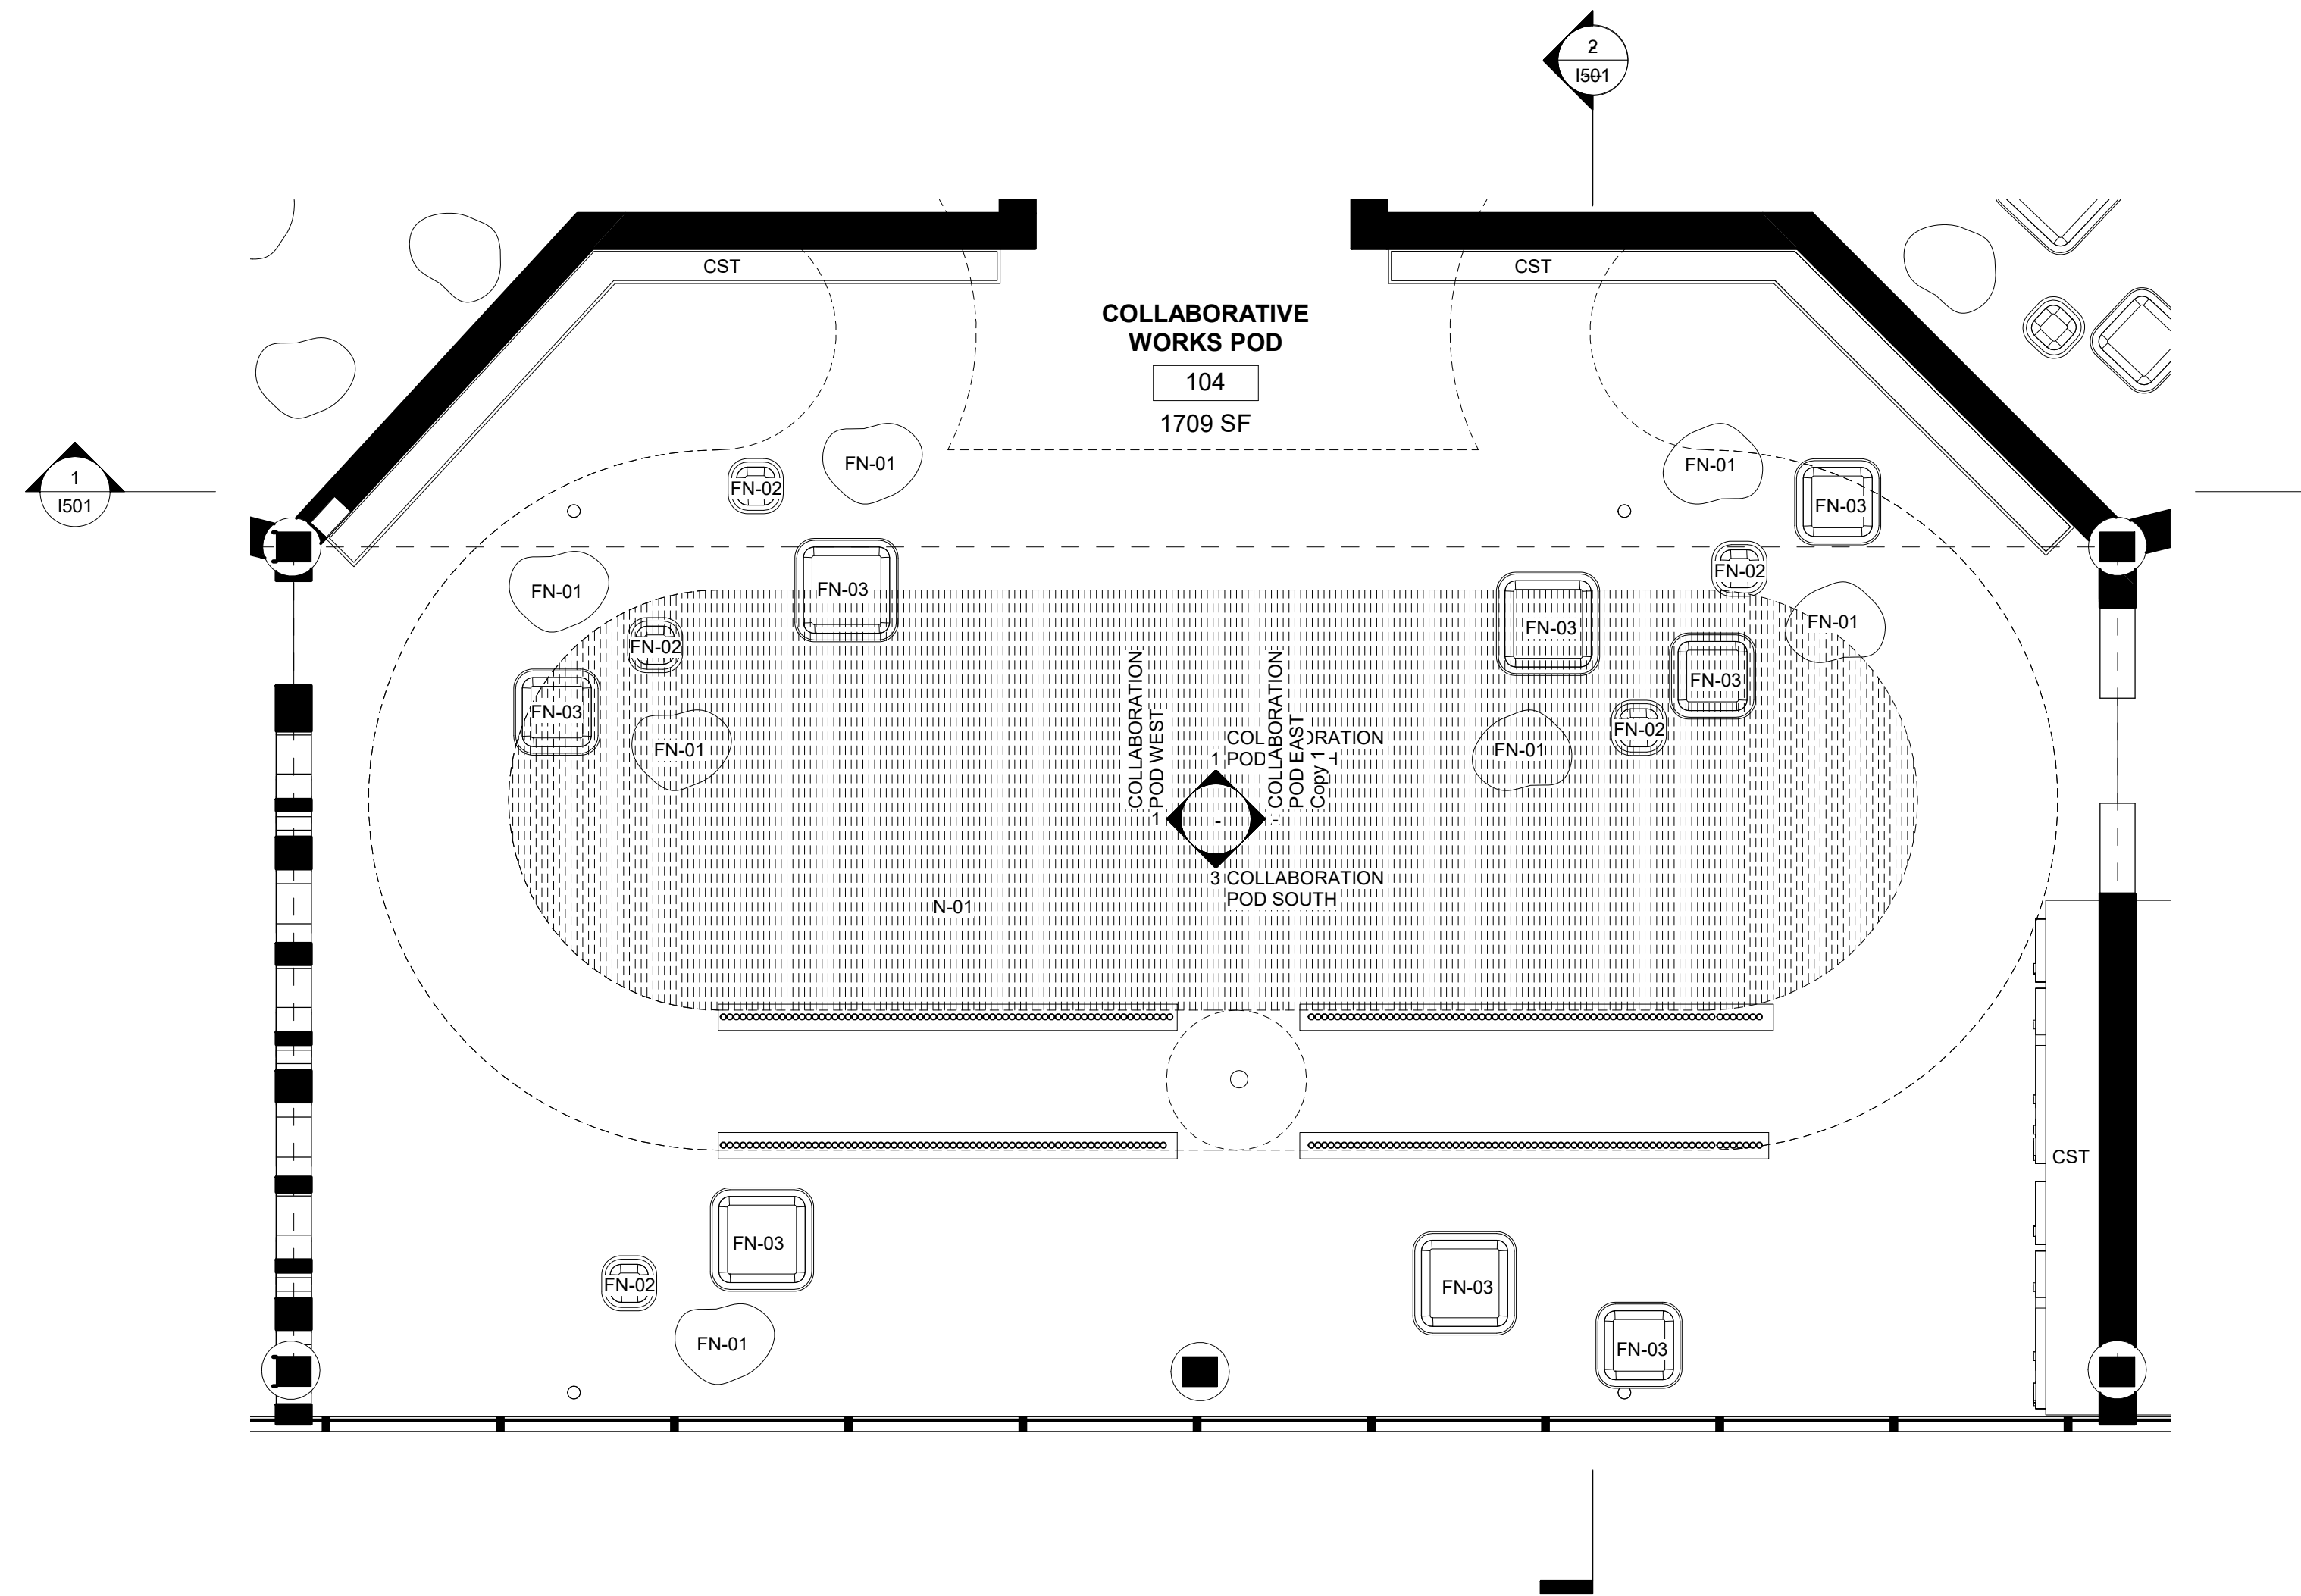 2
I501
CST
CST
COLLABORATIVE
WORKS POD
104
1709 SF
1
I501
FN-01
FN-01
FN-02
FN-03
FN-02
FN-01
FN-03
FN-01
FN-03
FN-02
FN-03
FN-03
FN-02
FN-01
FN-01
COLLABORATION
POD WEST
1
1
POD
COLLABORATION
POD EAST
Copy 1
-
-
3 COLLABORATION
POD SOUTH
N-01
CST
FN-03
FN-02
FN-01
FN-03
FN-03